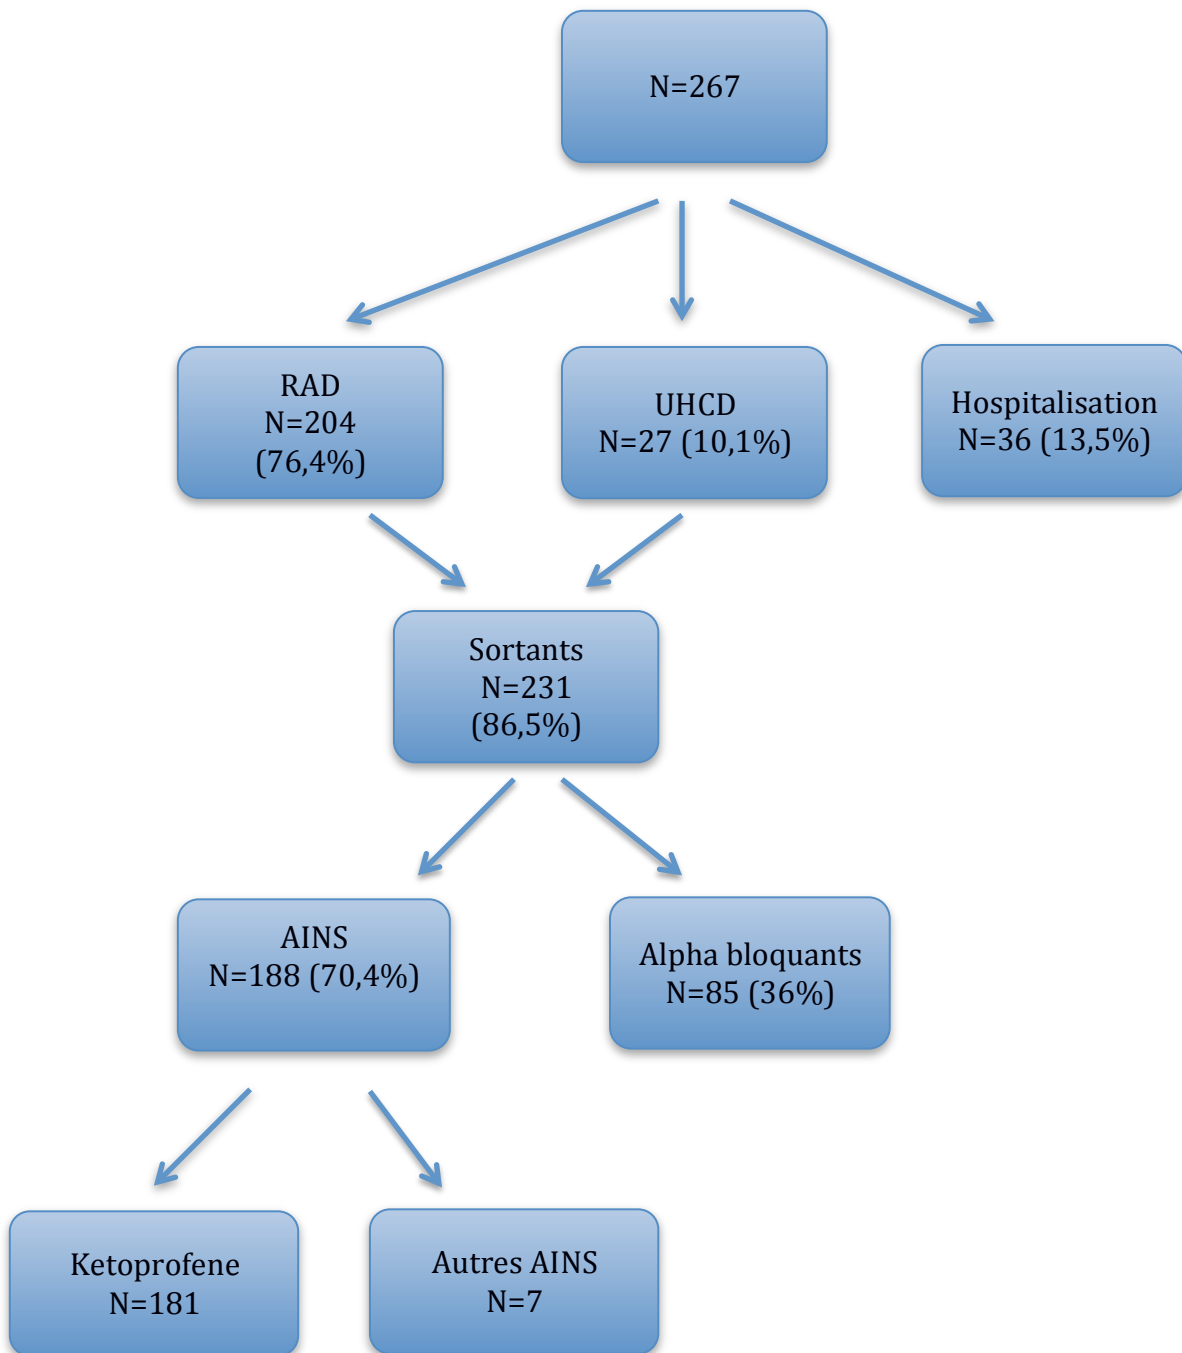 N=267
RAD
N=204
(76,4%)
UHCD
N=27 (10,1%)
Hospitalisation
N=36 (13,5%)
Sortants
N=231
(86,5%)
AINS
N=188 (70,4%)
Alpha bloquants
N=85 (36%)
Ketoprofene
N=181
Autres AINS
N=7